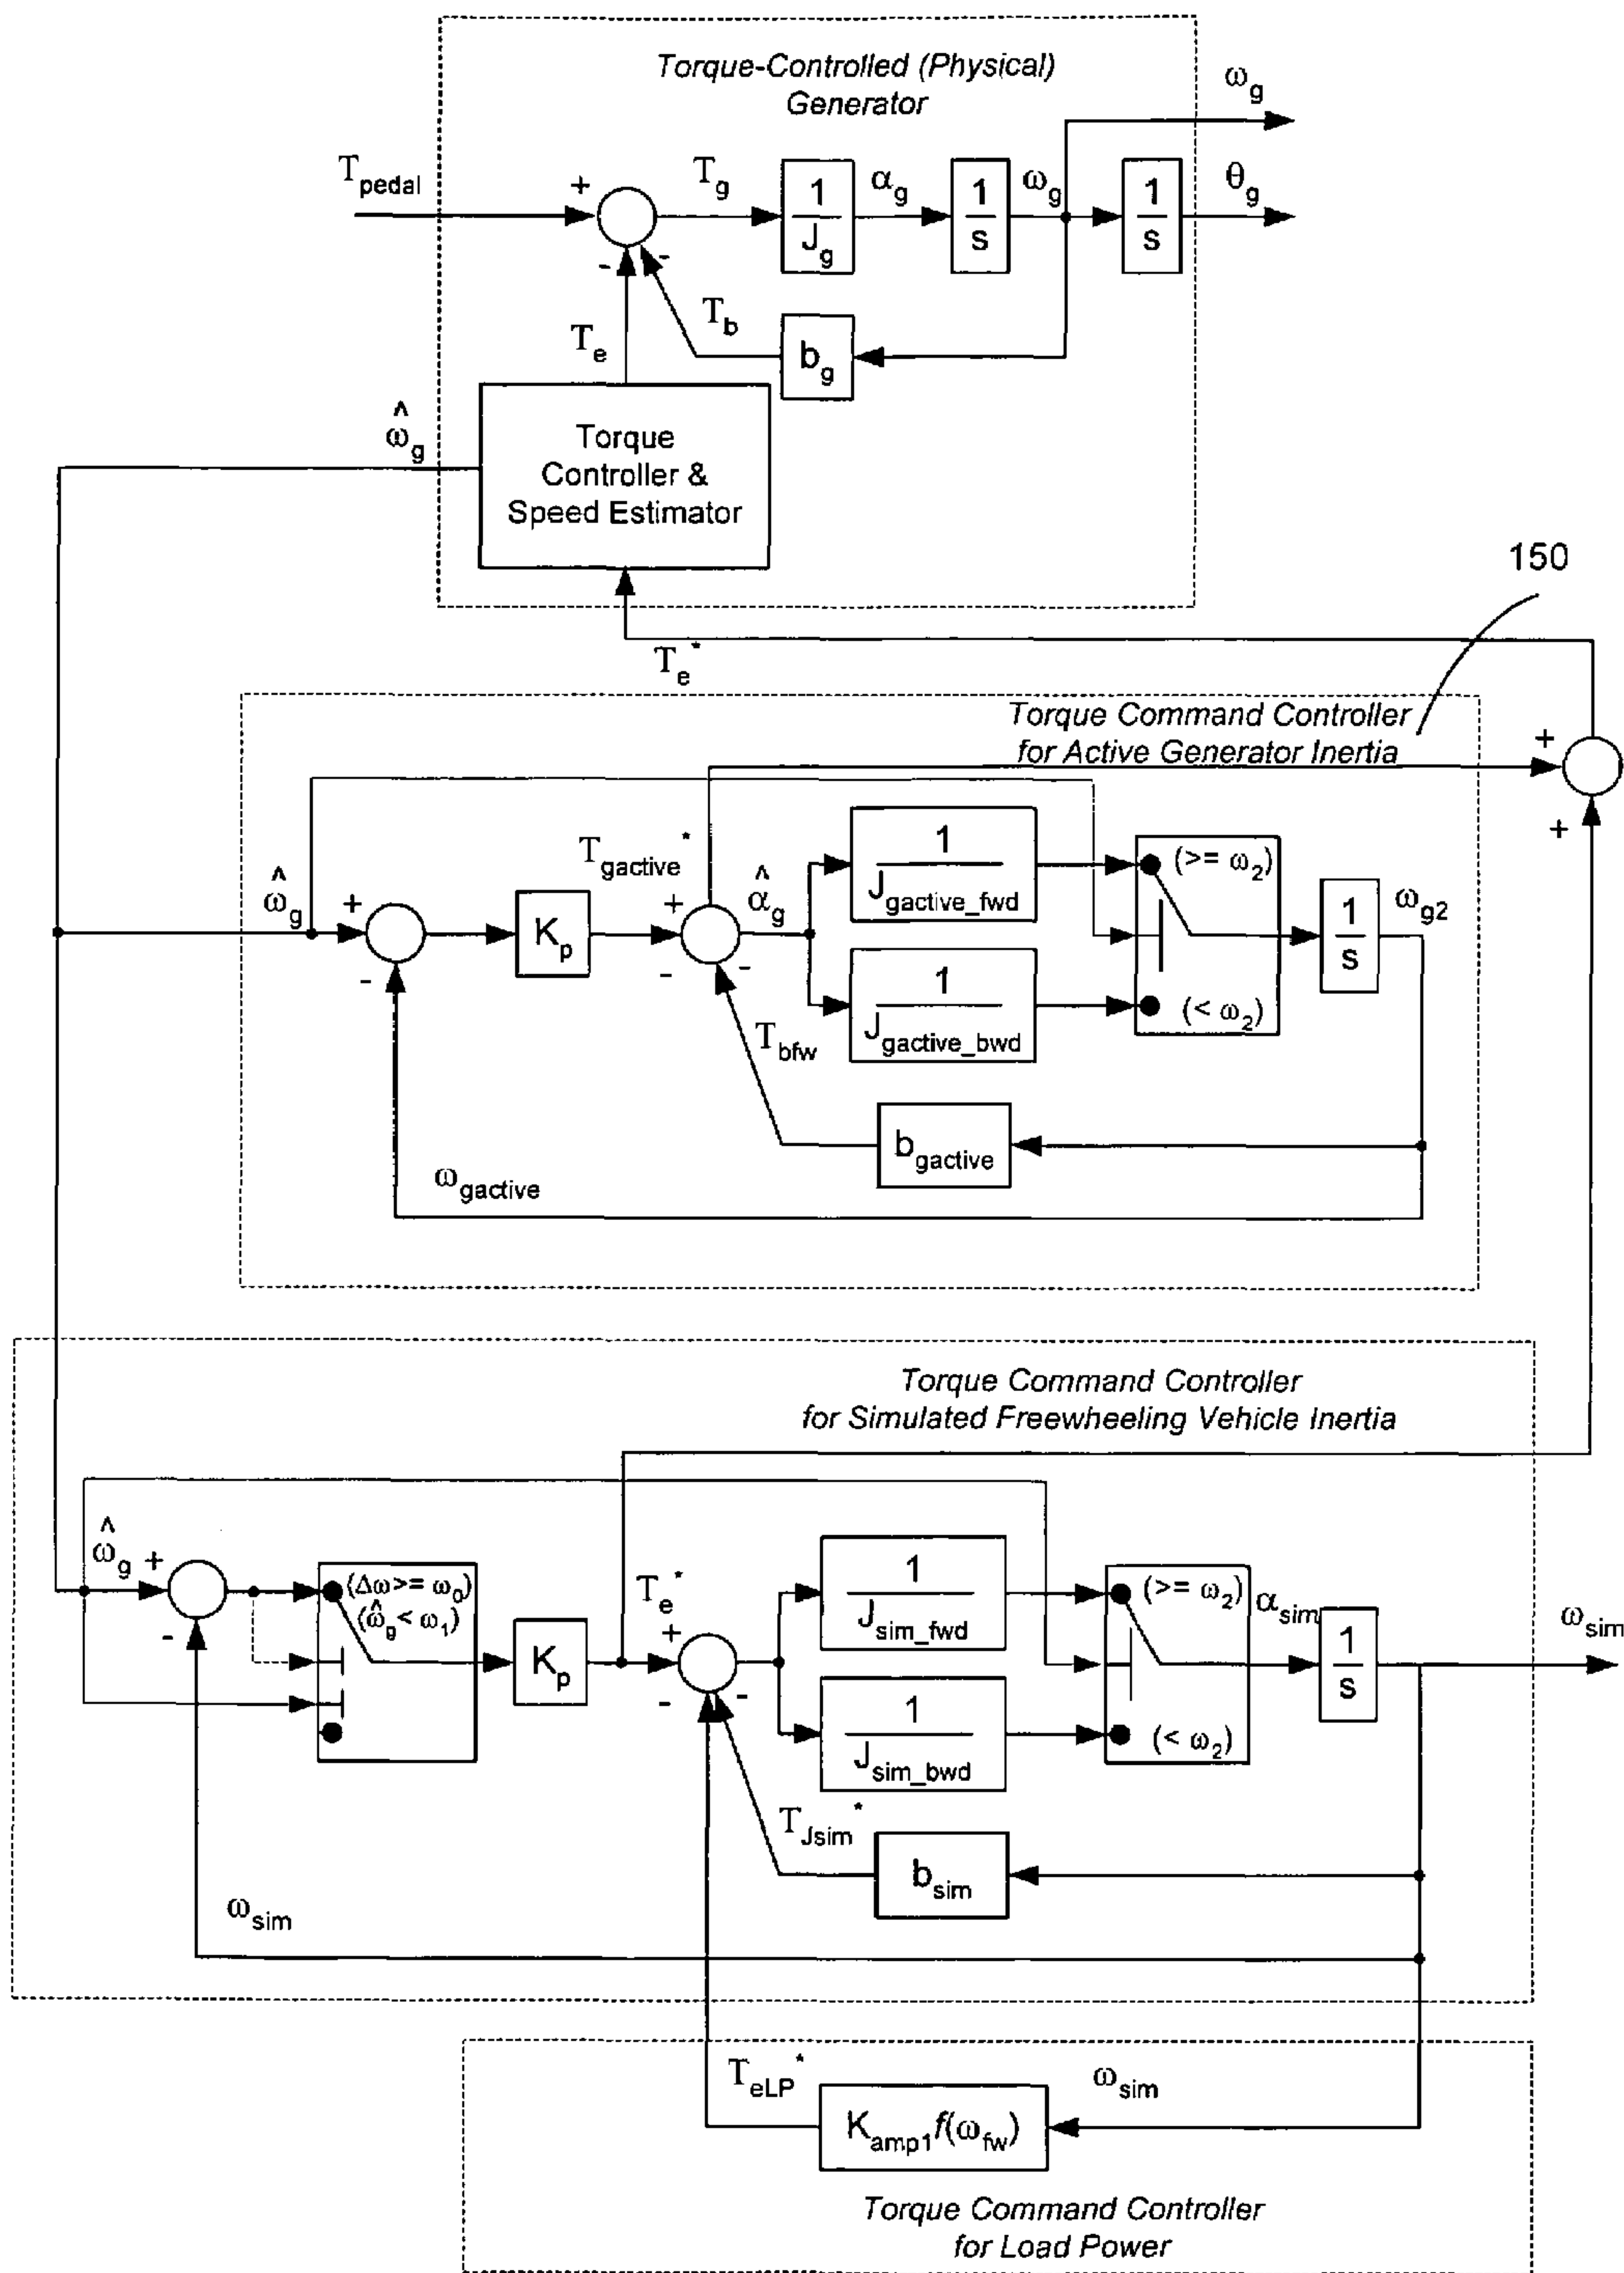 Torque-Controlled (Physical)
Generator
ω_g
T_pedal
+
T_g
1
J_g
α_g
1
s
ω_g
1
s
θ_g
-
-
T_e
T_b
b_g
ω̂_g
Torque
Controller &
Speed Estimator
150
T_e*
Torque Command Controller
for Active Generator Inertia
+
+
ω̂_g
+
-
K_p
T_gactive*
+
-
-
α̂_g
1
J_gactive_fwd
1
J_gactive_bwd
(>= ω_2)
(< ω_2)
1
s
ω_g2
T_bfw
b_gactive
ω_gactive
Torque Command Controller
for Simulated Freewheeling Vehicle Inertia
ω̂_g
+
-
(Δω>= ω_0)
(ω̂_g < ω_1)
K_p
T_e*
+
-
-
1
J_sim_fwd
1
J_sim_bwd
(>= ω_2)
(< ω_2)
α_sim
1
s
ω_sim
T_Jsim*
b_sim
ω_sim
T_eLP*
K_amp1 f(ω_fw)
ω_sim
Torque Command Controller
for Load Power